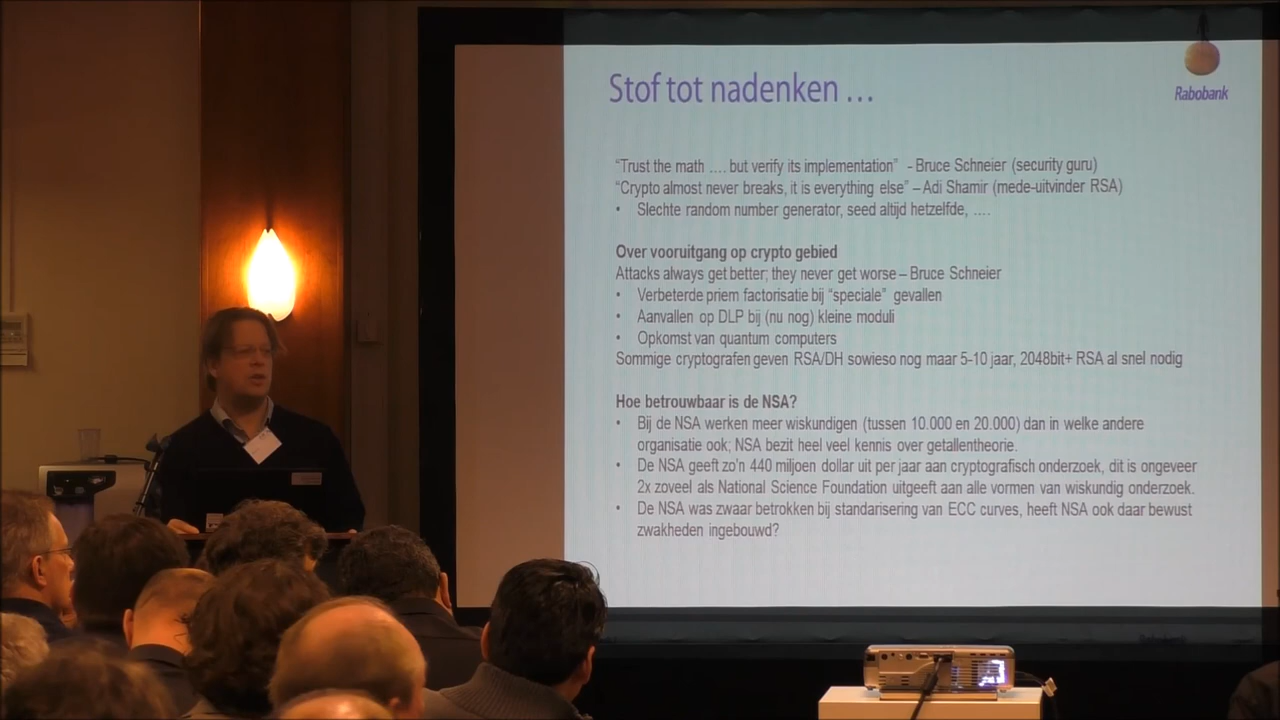 Stof tot nadenken ...
Rabobank
“Trust the math .... but verify its implementation” - Bruce Schneier (security guru)
“Crypto almost never breaks, it is everything else” – Adi Shamir (mede-uitvinder RSA)
• Slechte random number generator, seed altijd hetzelfde, ....
Over vooruitgang op crypto gebied
Attacks always get better; they never get worse – Bruce Schneier
• Verbeterde priem factorisatie bij “speciale” gevallen
• Aanvallen op DLP bij (nu nog) kleine moduli
• Opkomst van quantum computers
Sommige cryptografen geven RSA/DH sowieso nog maar 5-10 jaar, 2048bit+ RSA al snel nodig
Hoe betrouwbaar is de NSA?
• Bij de NSA werken meer wiskundigen (tussen 10.000 en 20.000) dan in welke andere
organisatie ook; NSA bezit heel veel kennis over getallentheorie.
• De NSA geeft zo'n 440 miljoen dollar uit per jaar aan cryptografisch onderzoek, dit is ongeveer
2x zoveel als National Science Foundation uitgeeft aan alle vormen van wiskundig onderzoek.
• De NSA was zwaar betrokken bij standarisering van ECC curves, heeft NSA ook daar bewust
zwakheden ingebouwd?